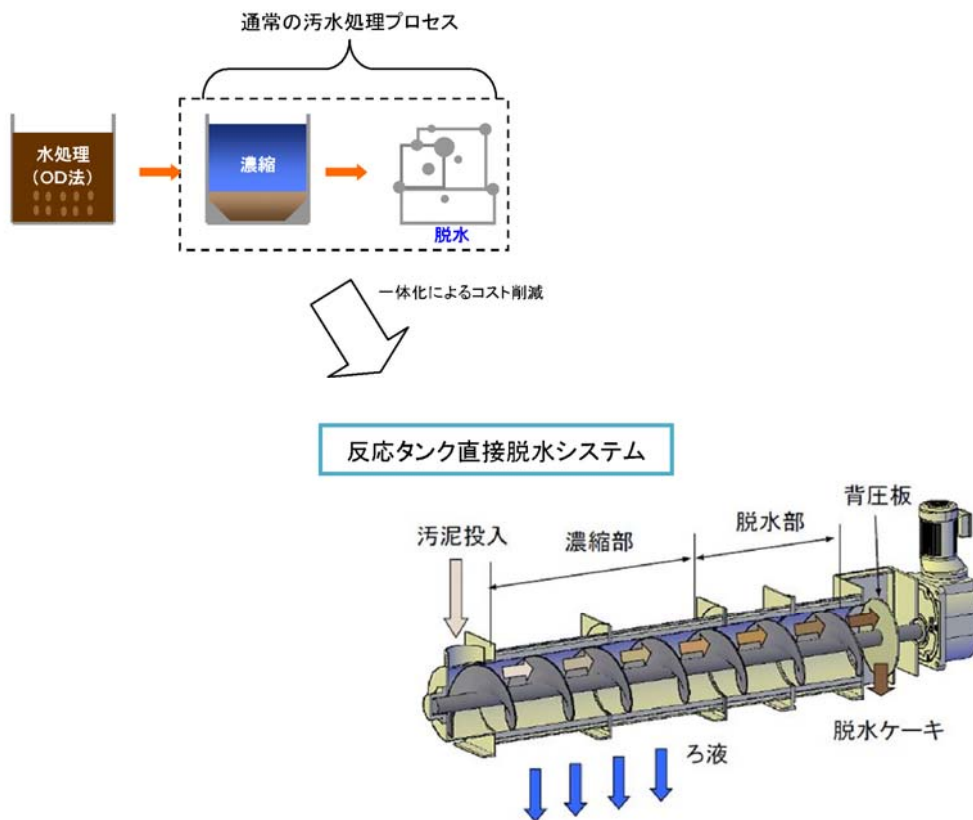 通常の汚水処理プロセス
水処理
(OD法)
濃縮
脱水
一体化によるコスト削減
反応タンク直接脱水システム
背圧板
脱水部
汚泥投入
濃縮部
脱水ケーキ
ろ液